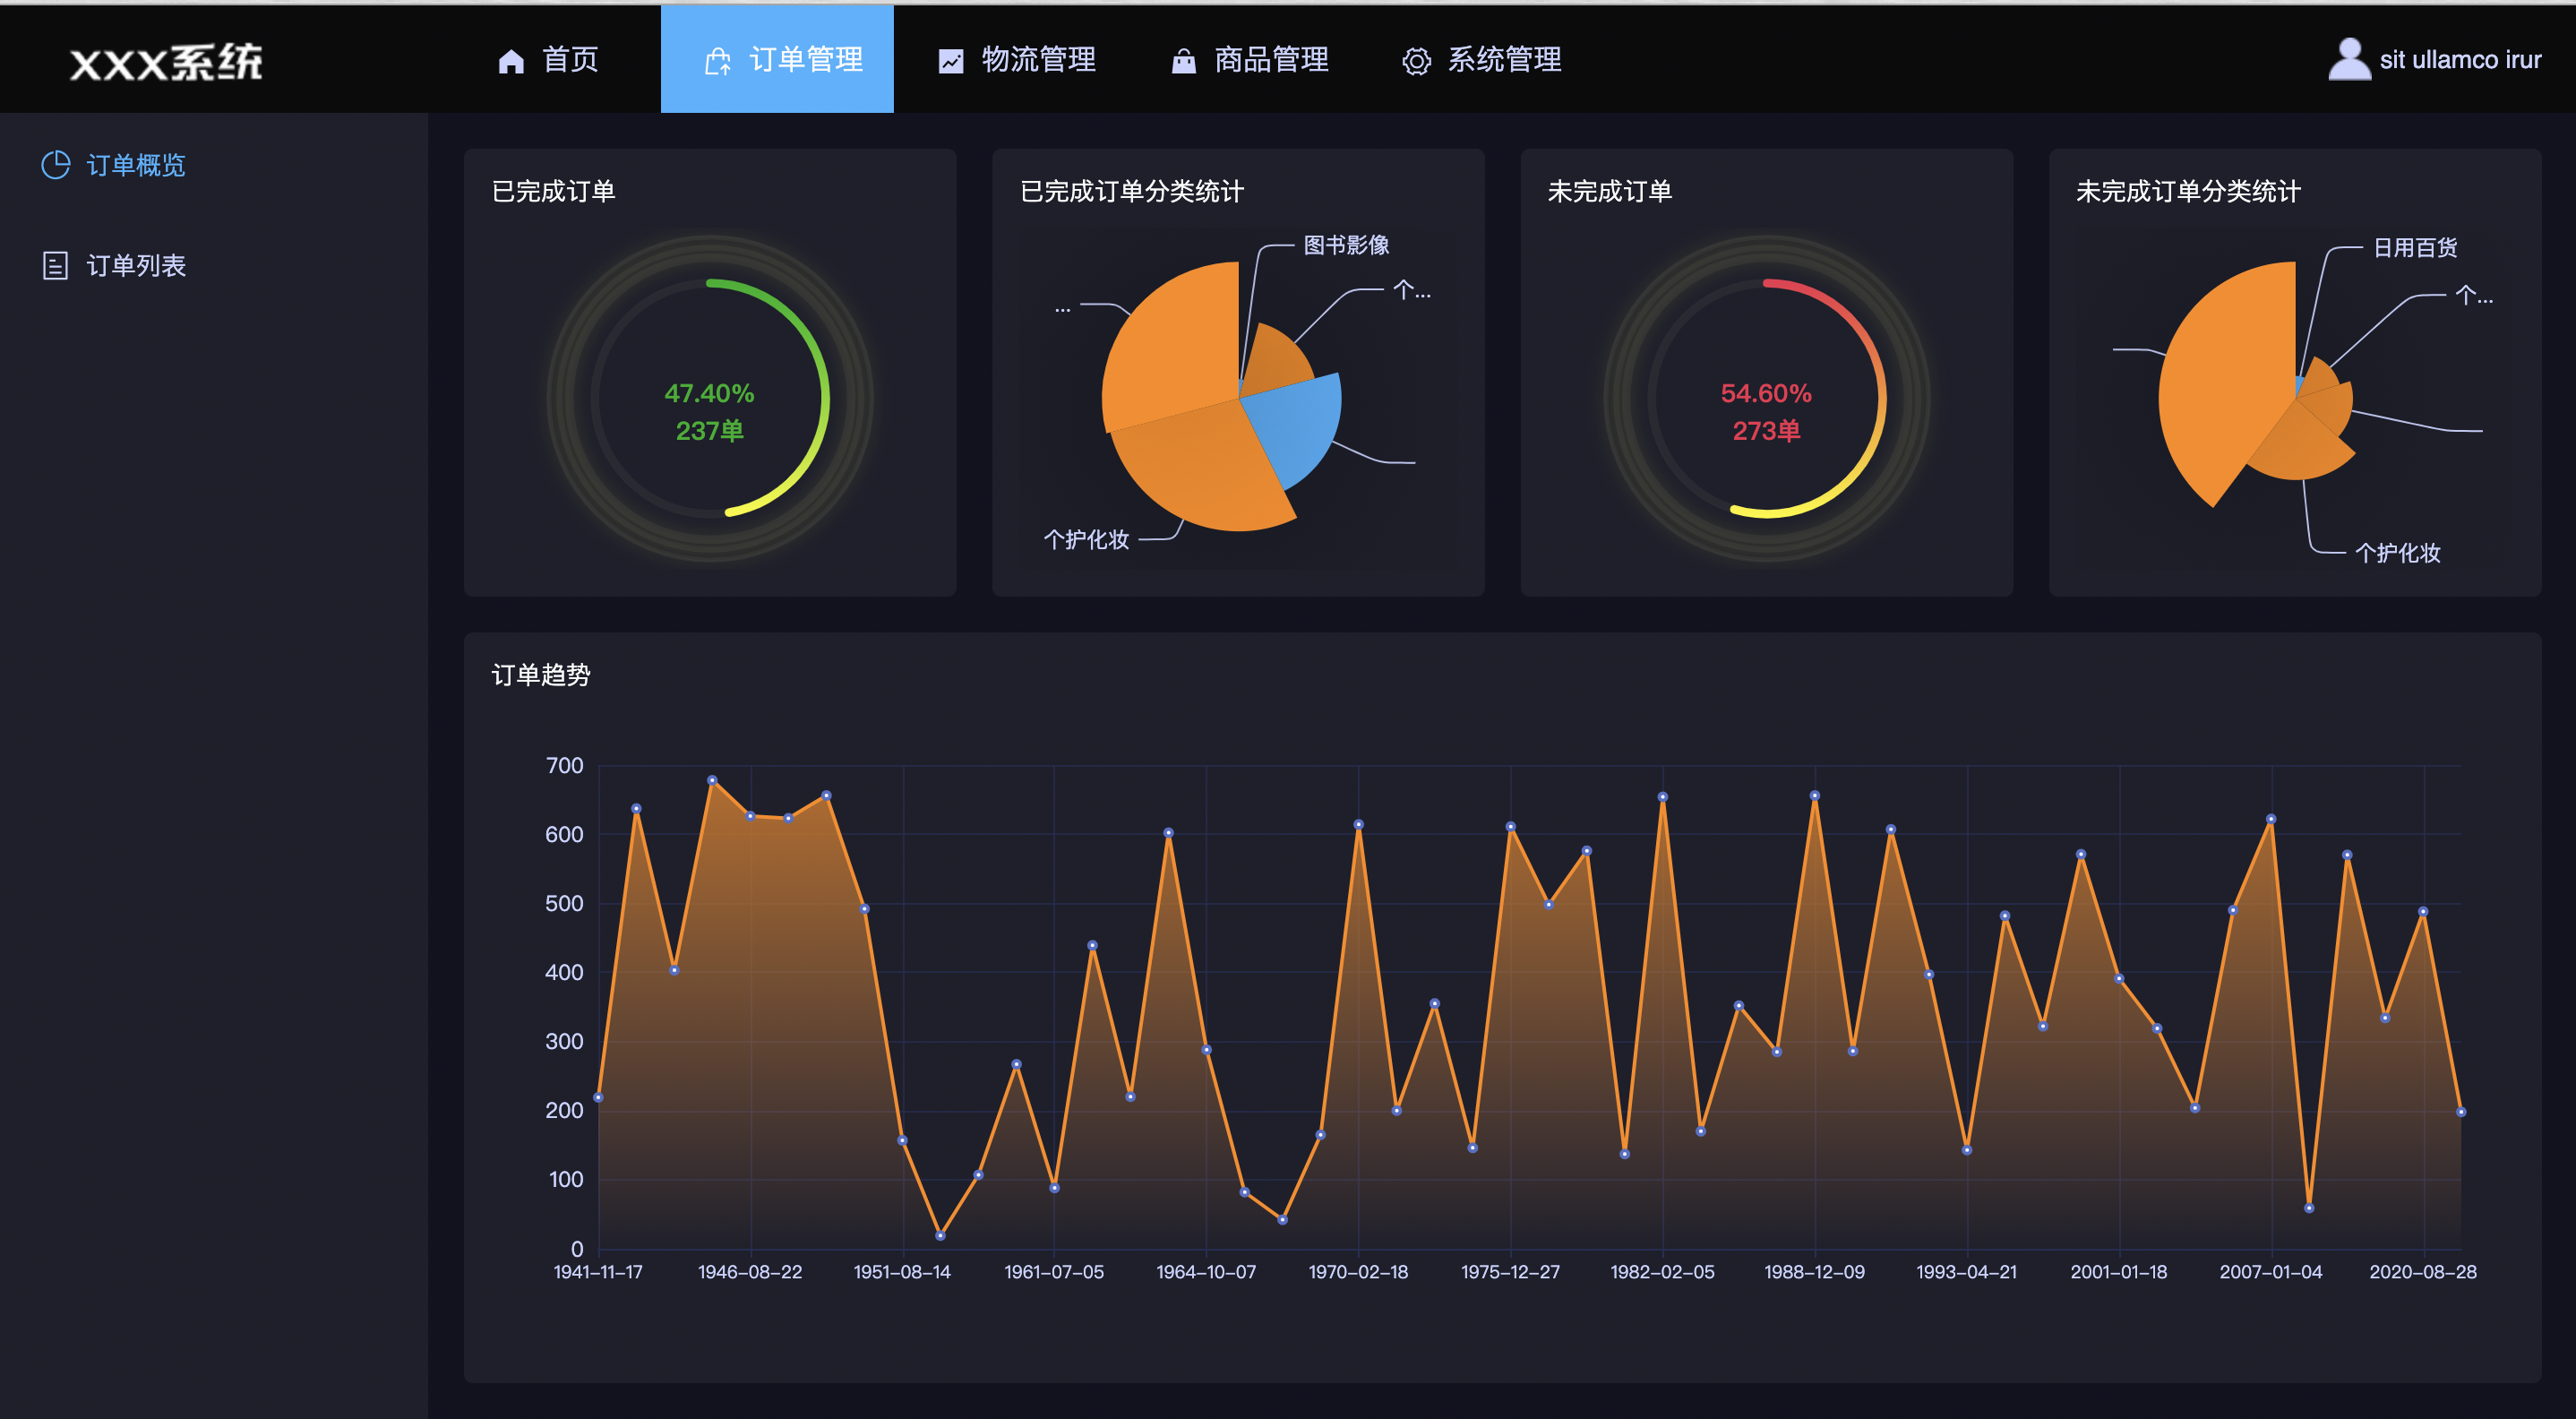 xxx系统
首页
订单管理
物流管理
商品管理
系统管理
sit ullamco irur
订单概览
订单列表
已完成订单
47.40%
237单
已完成订单分类统计
图书影像
个...
...
个护化妆
未完成订单
54.60%
273单
未完成订单分类统计
日用百货
个...
个护化妆
订单趋势
700
600
500
400
300
200
100
0
1941-11-17
1946-08-22
1951-08-14
1961-07-05
1964-10-07
1970-02-18
1975-12-27
1982-02-05
1988-12-09
1993-04-21
2001-01-18
2007-01-04
2020-08-28